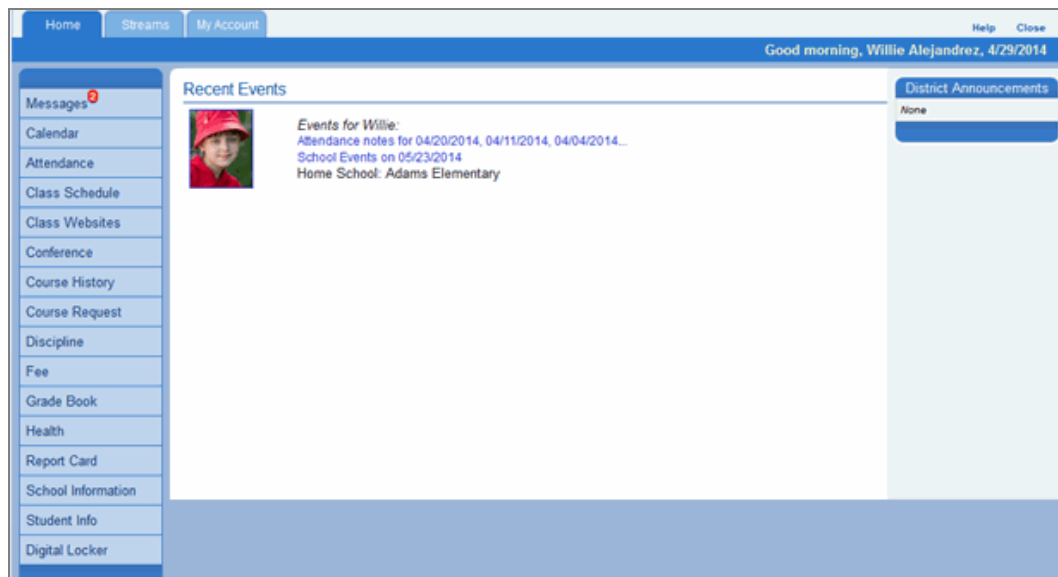 Home Streams My Account
Help Close
Good morning, Willie Alejandrez, 4/29/2014
Messages 2
Calendar
Attendance
Class Schedule
Class Websites
Conference
Course History
Course Request
Discipline
Fee
Grade Book
Health
Report Card
School Information
Student Info
Digital Locker
Recent Events
Events for Willie:
Attendance notes for 04/20/2014, 04/11/2014, 04/04/2014...
School Events on 05/23/2014
Home School: Adams Elementary
District Announcements
None